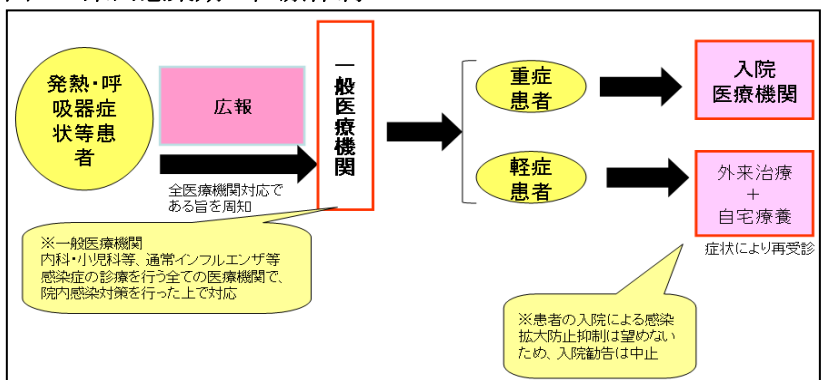 発熱・呼
吸器症
状等患
者
広報
全医療機関対応で
ある旨を周知
一般医療機関
※一般医療機関
内科・小児科等、通常インフルエンザ等
感染症の診療を行う全ての医療機関で、
院内感染対策を行った上で対応
重症
患者
入院
医療機関
軽症
患者
外来治療
+
自宅療養
症状により再受診
※患者の入院による感染
拡大防止抑制は望めない
ため、入院勧告は中止